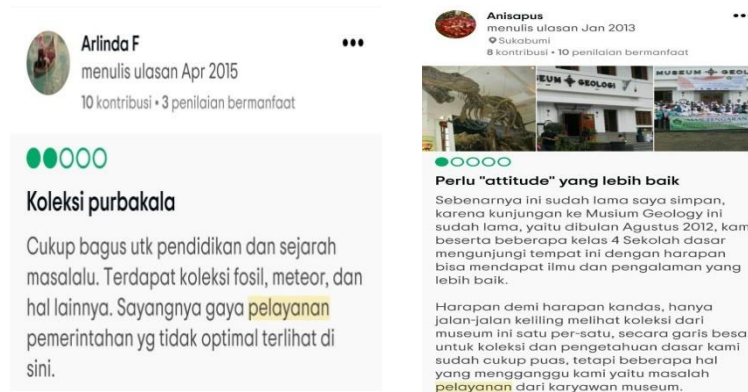 Arlinda F
menulis ulasan Apr 2015
10 kontribusi • 3 penilaian bermanfaat
Koleksi purbakala
Cukup bagus utk pendidikan dan sejarah
masalalu. Terdapat koleksi fosil, meteor, dan
hal lainnya. Sayangnya gaya pelayanan
pemerintahan yg tidak optimal terlihat di
sini.
Anisapus
menulis ulasan Jan 2013
Sukabumi
8 kontribusi • 10 penilaian bermanfaat
EUM GEOLOGI
MUSEUM GEOL
Perlu "attitude" yang lebih baik
Sebenarnya ini sudah lama saya simpan,
karena kunjungan ke Musium Geology ini
sudah lama, yaitu dibulan Agustus 2012, kam
beserta beberapa kelas 4 Sekolah dasar
mengunjungi tempat ini dengan harapan
bisa mendapat ilmu dan pengalaman yang
lebih baik.
Harapan demi harapan kandas, hanya
jalan-jalan keliling melihat koleksi dari
museum ini satu per-satu, secara garis besa
untuk koleksi dan pengetahuan dasar kami
sudah cukup puas, tetapi beberapa hal
yang mengganggu kami yaitu masalah
pelayanan dari karyawan museum.